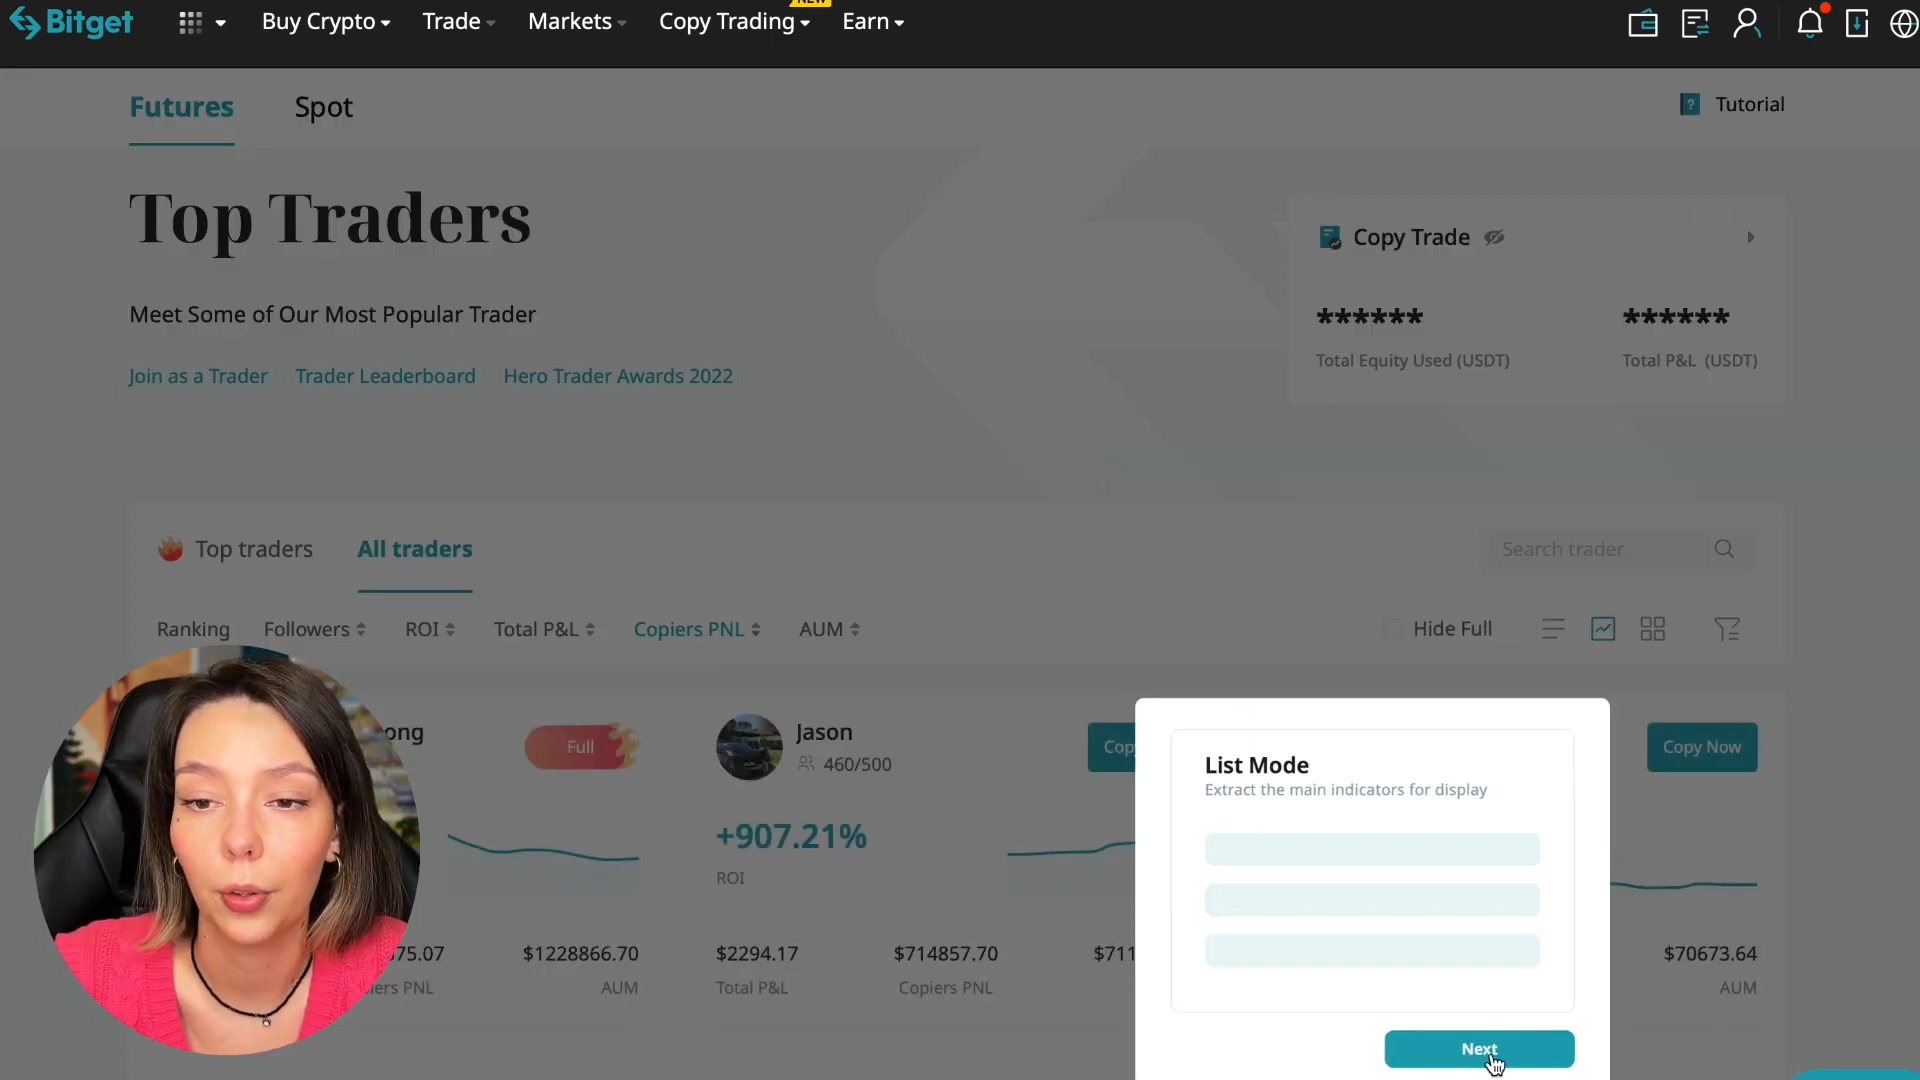 Bitget
Buy Crypto
Trade
Markets
Copy Trading
NEW
Earn
Futures
Spot
Tutorial
Top Traders
Meet Some of Our Most Popular Trader
Join as a Trader
Trader Leaderboard
Hero Trader Awards 2022
Copy Trade
******
******
Total Equity Used (USDT)
Total P&L (USDT)
Top traders
All traders
Search trader
Ranking
Followers
ROI
Total P&L
Copiers PNL
AUM
Hide Full
ong
Full
Jason
460/500
Cop
Copy Now
+907.21%
ROI
75.07
$1228866.70
$2294.17
$714857.70
$711
$70673.64
iers PNL
AUM
Total P&L
Copiers PNL
AUM
List Mode
Extract the main indicators for display
Next